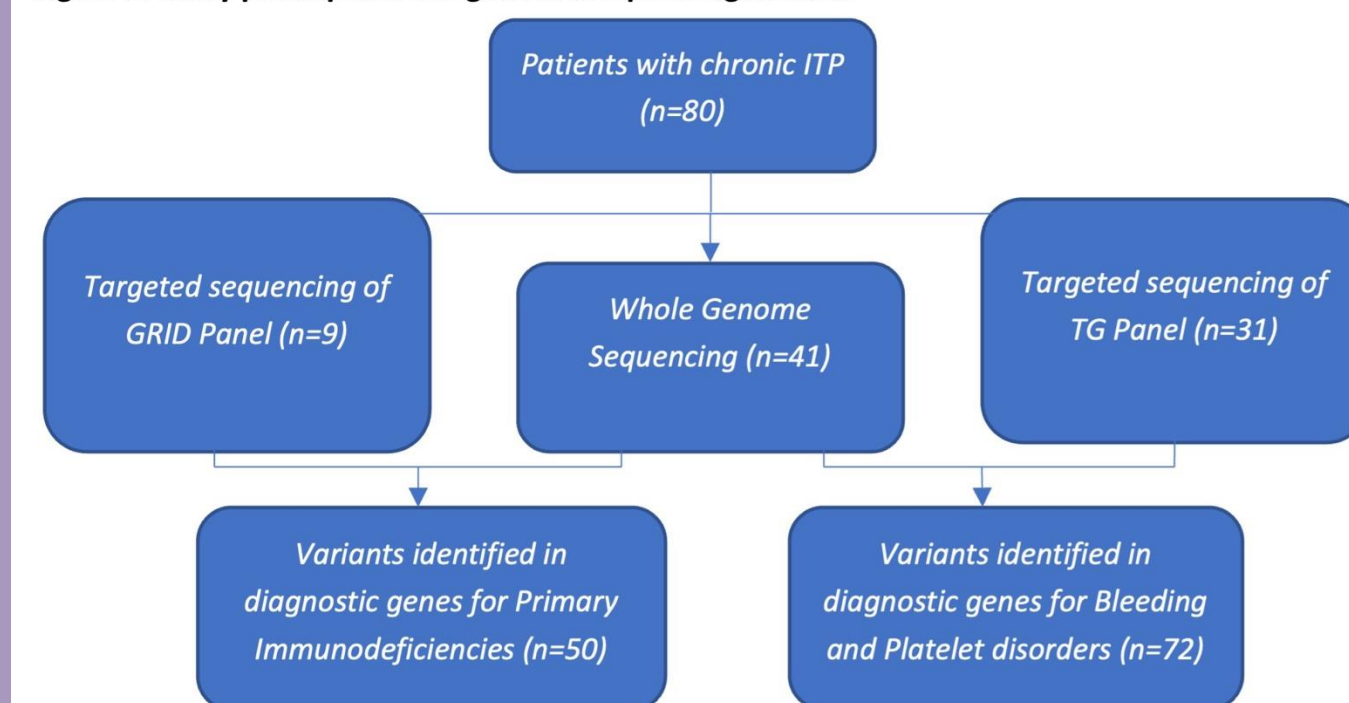 Patients with chronic ITP
(n=80)
Targeted sequencing of
GRID Panel (n=9)
Whole Genome
Sequencing (n=41)
Targeted sequencing of
TG Panel (n=31)
Variants identified in
diagnostic genes for Primary
Immunodeficiencies (n=50)
Variants identified in
diagnostic genes for Bleeding
and Platelet disorders (n=72)